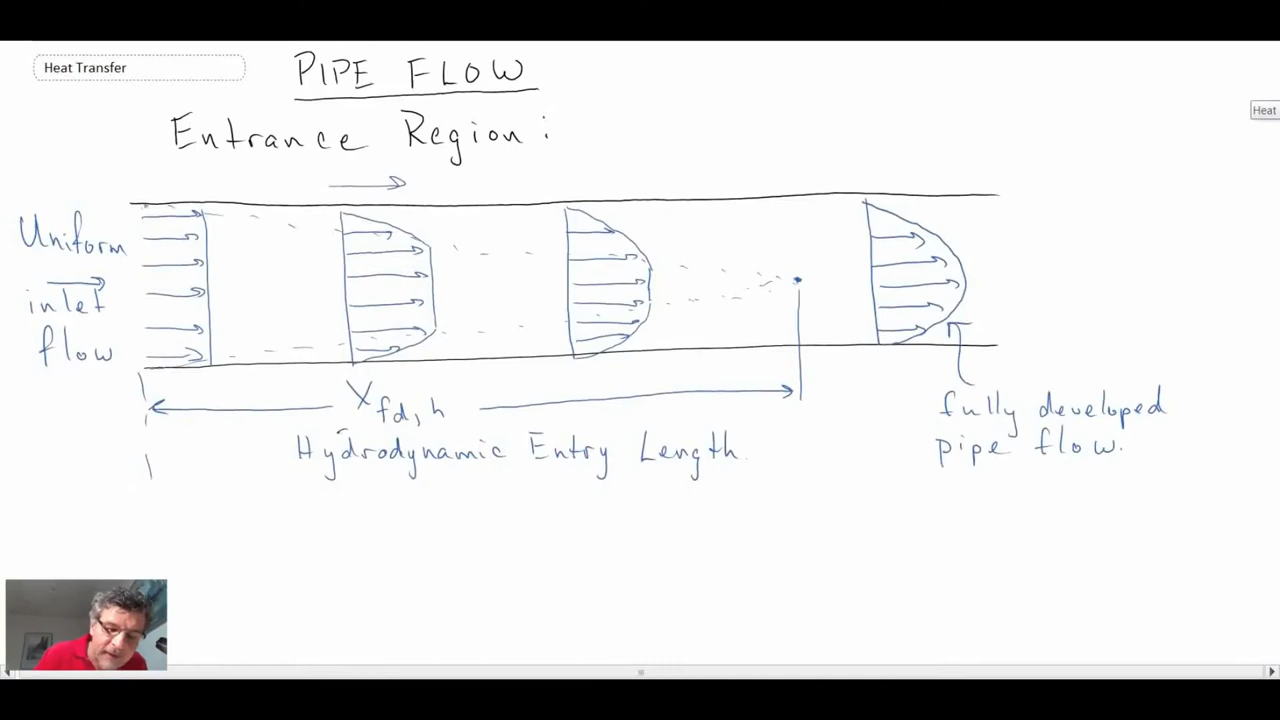 Heat Transfer
PIPE FLOW
Heat
Entrance Region:
Uniform
inlet
flow
X fd, h
Hydrodynamic Entry Length
fully developed
pipe flow.